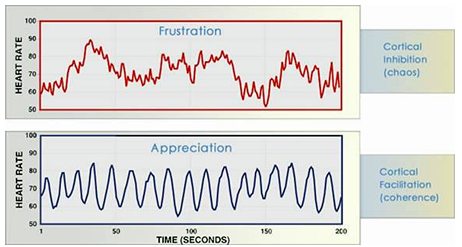 Frustration
HEART RATE
100
90
80
70
60
50
Cortical
Inhibition
(chaos)
Appreciation
HEART RATE
100
90
80
70
60
50
1
50
100
150
200
TIME (SECONDS)
Cortical
Facilitation
(coherence)